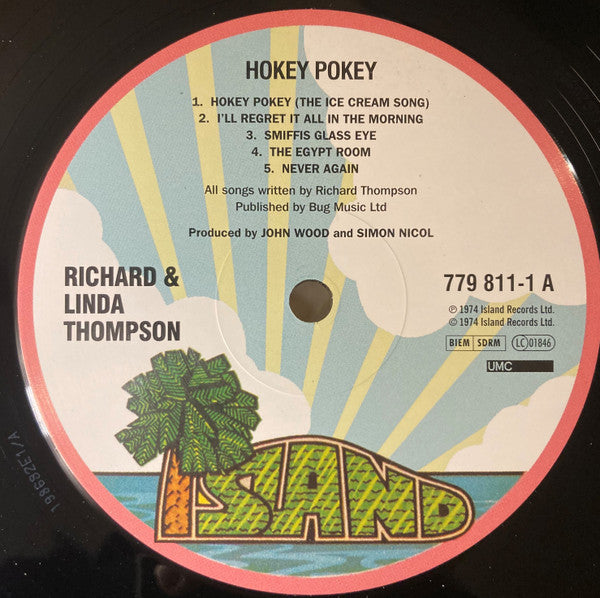 HOKEY POKEY
1. HOKEY POKEY (THE ICE CREAM SONG)
2. I'LL REGRET IT ALL IN THE MORNING
3. SMIFFIS GLASS EYE
4. THE EGYPT ROOM
5. NEVER AGAIN
All songs written by Richard Thompson
Published by Bug Music Ltd
Produced by JOHN WOOD and SIMON NICOL
RICHARD &
LINDA
THOMPSON
779 811-1 A
℗ 1974 Island Records Ltd.
© 1974 Island Records Ltd.
BIEM SDRM LC 01846
UMC
ISLAND
198682E1/A